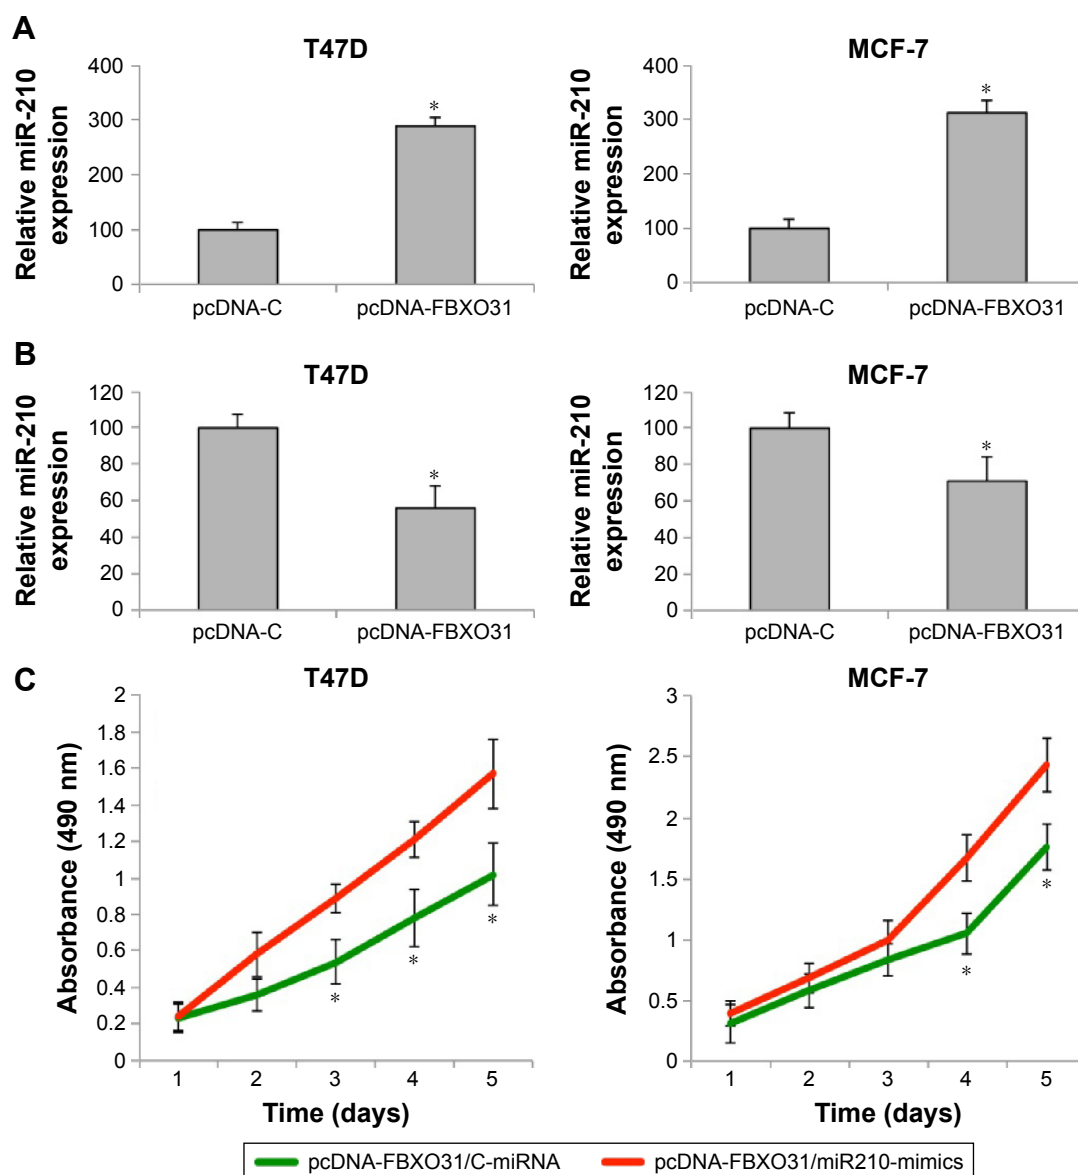 A
T47D
MCF-7
Relative miR-210
expression
400
300
200
100
0
pcDNA-C
pcDNA-FBXO31
*
Relative miR-210
expression
400
300
200
100
0
pcDNA-C
pcDNA-FBXO31
*
B
T47D
MCF-7
Relative miR-210
expression
120
100
80
60
40
20
0
pcDNA-C
pcDNA-FBXO31
*
Relative miR-210
expression
120
100
80
60
40
20
0
pcDNA-C
pcDNA-FBXO31
*
C
T47D
MCF-7
Absorbance (490 nm)
2
1.8
1.6
1.4
1.2
1
0.8
0.6
0.4
0.2
0
*
*
*
1 2 3 4 5
Time (days)
Absorbance (490 nm)
3
2.5
2
1.5
1
0.5
0
*
*
1 2 3 4 5
Time (days)
pcDNA-FBXO31/C-miRNA
pcDNA-FBXO31/miR210-mimics